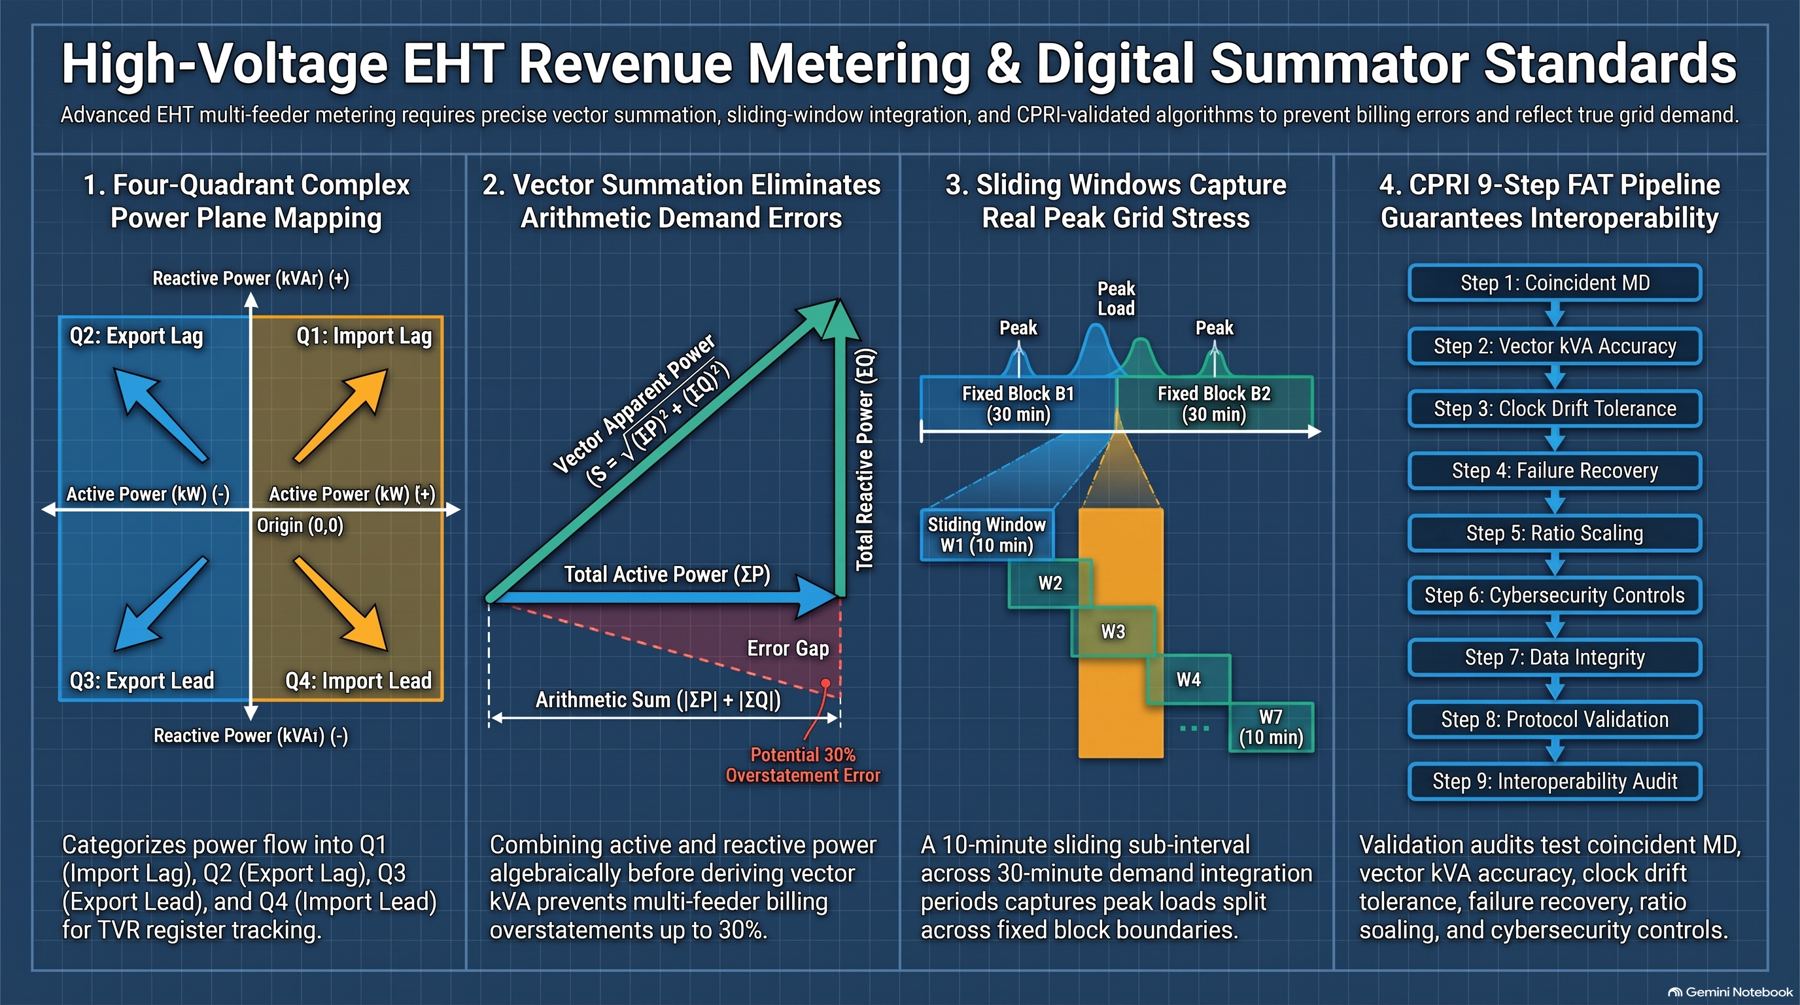 High-Voltage EHT Revenue Metering & Digital Summator Standards
Advanced EHT multi-feeder metering requires precise vector summation, sliding-window integration, and CPRI-validated algorithms to prevent billing errors and reflect true grid demand.
1. Four-Quadrant Complex
Power Plane Mapping
Reactive Power (kVAr) (+)
Q2: Export Lag
Q1: Import Lag
Active Power (kW) (-)
Active Power (kW) (+)
Origin (0,0)
Q3: Export Lead
Q4: Import Lead
Reactive Power (kVAı) (-)
Categorizes power flow into Q1
(Import Lag), Q2 (Export Lag), Q3
(Export Lead), and Q4 (Import Lead)
for TVR register tracking.
2. Vector Summation Eliminates
Arithmetic Demand Errors
Vector Apparent Power
(S = √(ΣP)² + (ΣQ)²)
Total Reactive Power (ΣQ)
Total Active Power (ΣP)
Error Gap
Arithmetic Sum (|ΣP| + |ΣQ|)
Potential 30%
Overstatement Error
Combining active and reactive power
algebraically before deriving vector
kVA prevents multi-feeder billing
overstatements up to 30%.
3. Sliding Windows Capture
Real Peak Grid Stress
Peak
Load
Peak
Peak
Fixed Block B1
(30 min)
Fixed Block B2
(30 min)
Sliding Window
W1 (10 min)
W2
W3
W4
...
W7
(10 min)
A 10-minute sliding sub-interval
across 30-minute demand integration
periods captures peak loads split
across fixed block boundaries.
4. CPRI 9-Step FAT Pipeline
Guarantees Interoperability
Step 1: Coincident MD
Step 2: Vector kVA Accuracy
Step 3: Clock Drift Tolerance
Step 4: Failure Recovery
Step 5: Ratio Scaling
Step 6: Cybersecurity Controls
Step 7: Data Integrity
Step 8: Protocol Validation
Step 9: Interoperability Audit
Validation audits test coincident MD,
vector kVA accuracy, clock drift
tolerance, failure recovery, ratio
soaling, and cybersecurity controls.
Gemini Notebook